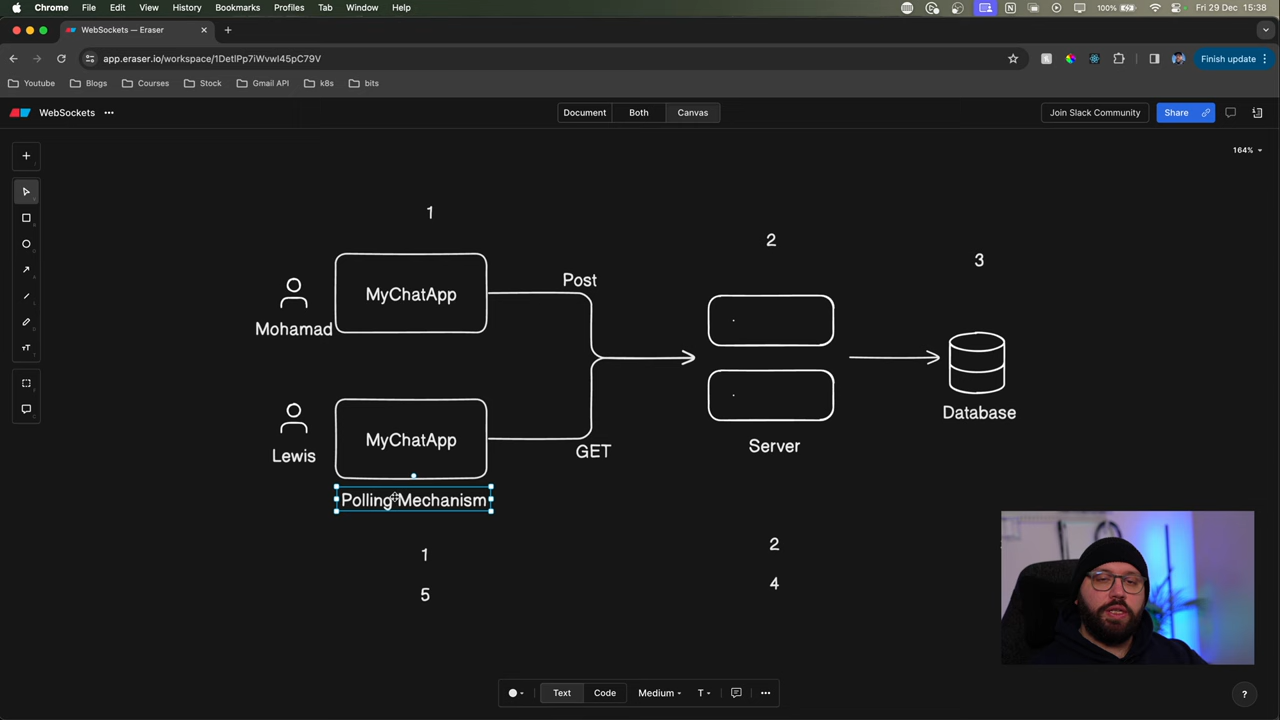 Chrome File Edit View History Bookmarks Profiles Tab Window Help 100% Fri 29 Dec 15:38
WebSockets — Eraser
app.eraser.io/workspace/1DetlPp7iWvwI45pC79V Finish update
Youtube Blogs Courses Stock Gmail API k8s bits
WebSockets Document Both Canvas Join Slack Community Share
164%
1
2
3
Post
MyChatApp
Mohamad
Database
MyChatApp
Lewis
GET
Server
Polling Mechanism
1
2
5
4
Text Code Medium T
?